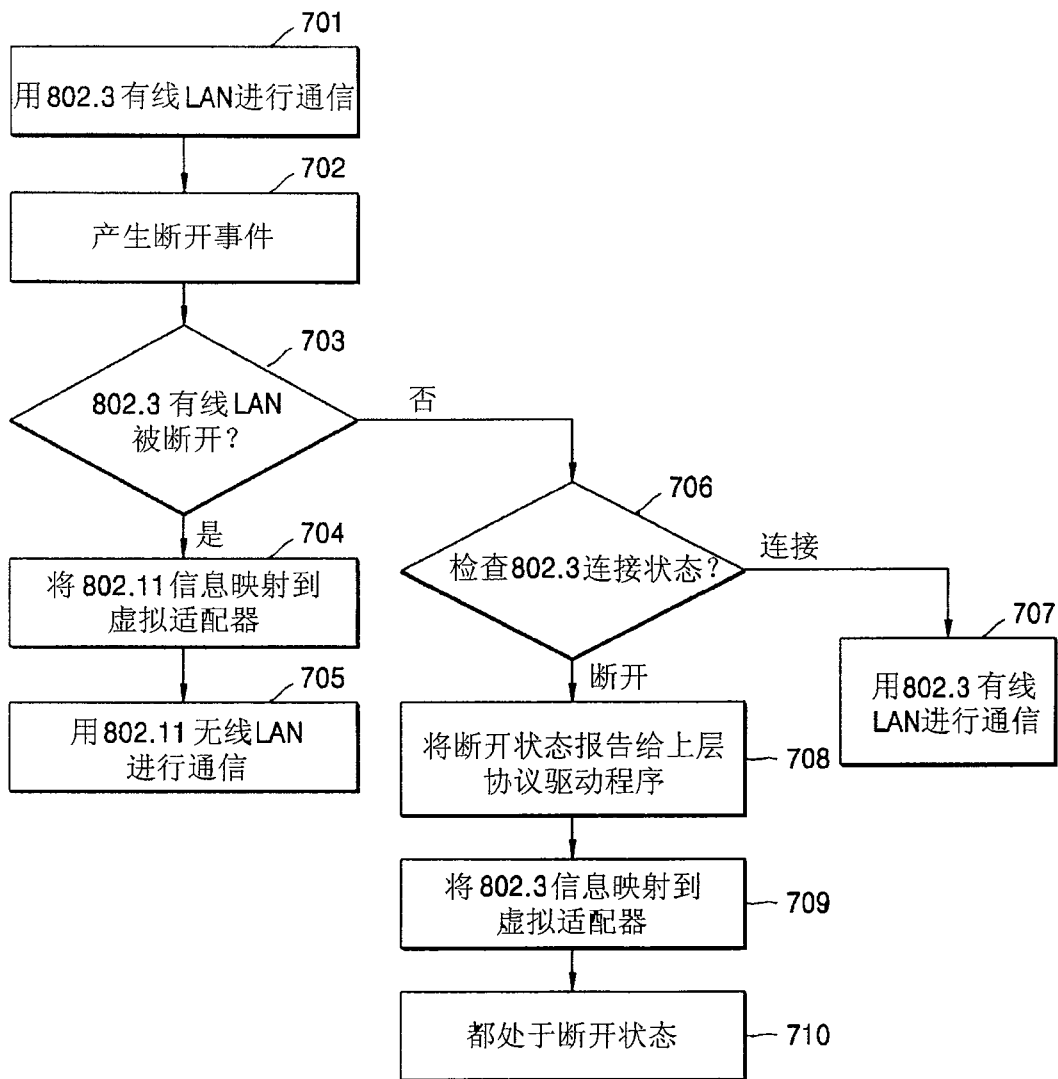 701
用802.3有线LAN进行通信
702
产生断开事件
703
802.3有线LAN
被断开?
否
是
704
将802.11信息映射到
虚拟适配器
705
用802.11无线LAN
进行通信
706
检查802.3连接状态?
连接
707
用802.3有线
LAN进行通信
断开
将断开状态报告给上层
协议驱动程序
708
将802.3信息映射到
虚拟适配器
709
都处于断开状态
710